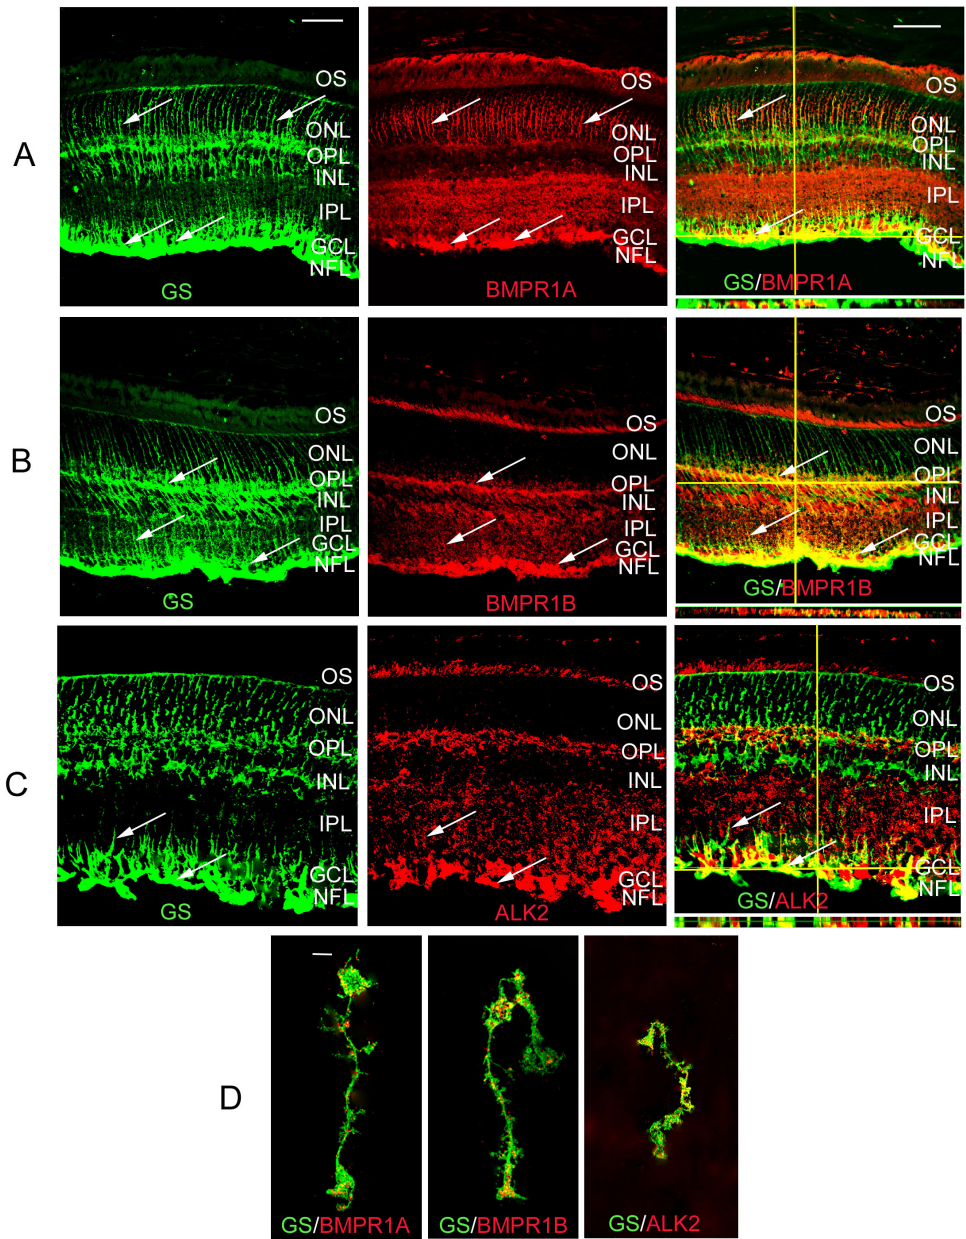 A
OS
ONL
OPL
INL
IPL
GCL
NFL
GS
OS
ONL
OPL
INL
IPL
GCL
NFL
BMPR1A
OS
ONL
OPL
INL
IPL
GCL
NFL
GS/BMPR1A
B
OS
ONL
OPL
INL
IPL
GCL
NFL
GS
OS
ONL
OPL
INL
IPL
GCL
NFL
BMPR1B
OS
ONL
OPL
INL
IPL
GCL
NFL
GS/BMPR1B
C
OS
ONL
OPL
INL
IPL
GCL
NFL
GS
OS
ONL
OPL
INL
IPL
GCL
NFL
ALK2
OS
ONL
OPL
INL
IPL
GCL
NFL
GS/ALK2
D
GS/BMPR1A
GS/BMPR1B
GS/ALK2